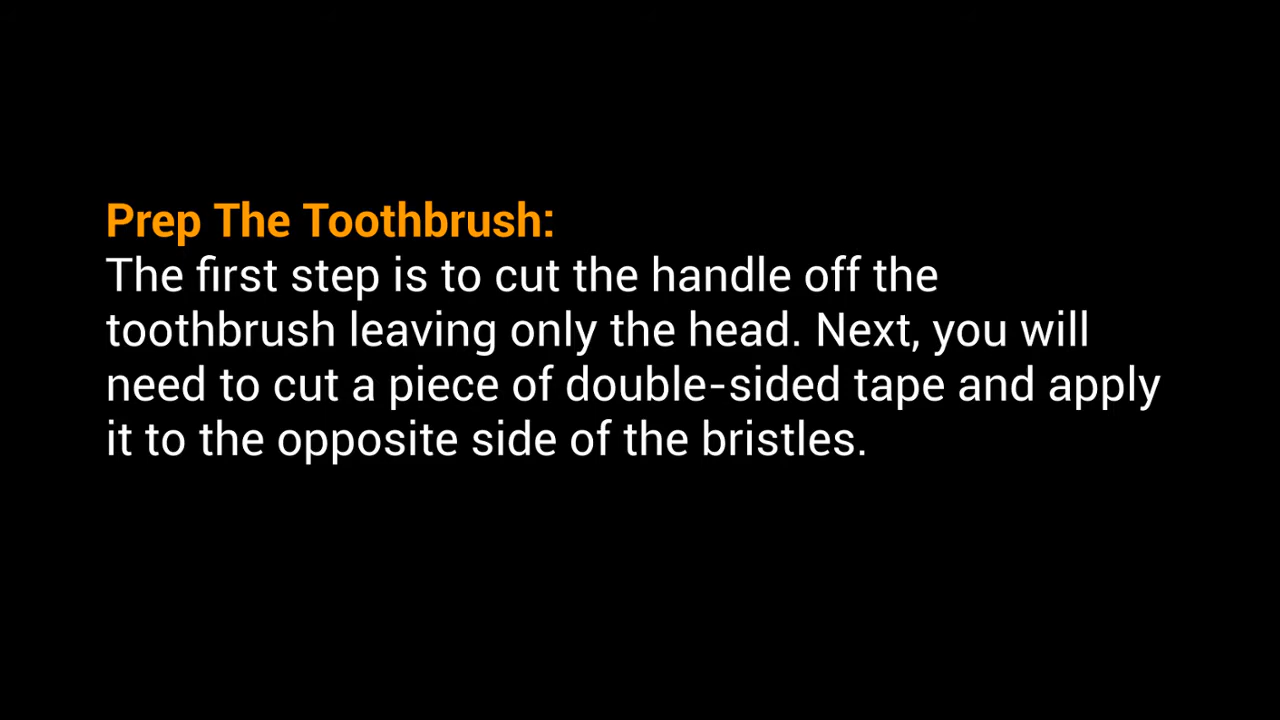 Prep The Toothbrush:
The first step is to cut the handle off the
toothbrush leaving only the head. Next, you will
need to cut a piece of double-sided tape and apply
it to the opposite side of the bristles.